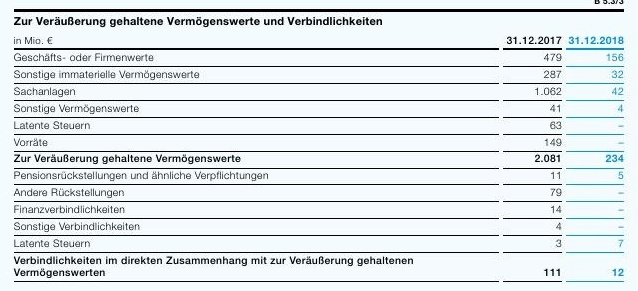 B 5.3/3
Zur Veräußerung gehaltene Vermögenswerte und Verbindlichkeiten
in Mio. € 31.12.2017 31.12.2018
Geschäfts- oder Firmenwerte 479 156
Sonstige immaterielle Vermögenswerte 287 32
Sachanlagen 1.062 42
Sonstige Vermögenswerte 41 4
Latente Steuern 63 –
Vorräte 149 –
Zur Veräußerung gehaltene Vermögenswerte 2.081 234
Pensionsrückstellungen und ähnliche Verpflichtungen 11 5
Andere Rückstellungen 79 –
Finanzverbindlichkeiten 14 –
Sonstige Verbindlichkeiten 4 –
Latente Steuern 3 7
Verbindlichkeiten im direkten Zusammenhang mit zur Veräußerung gehaltenen
Vermögenswerten 111 12